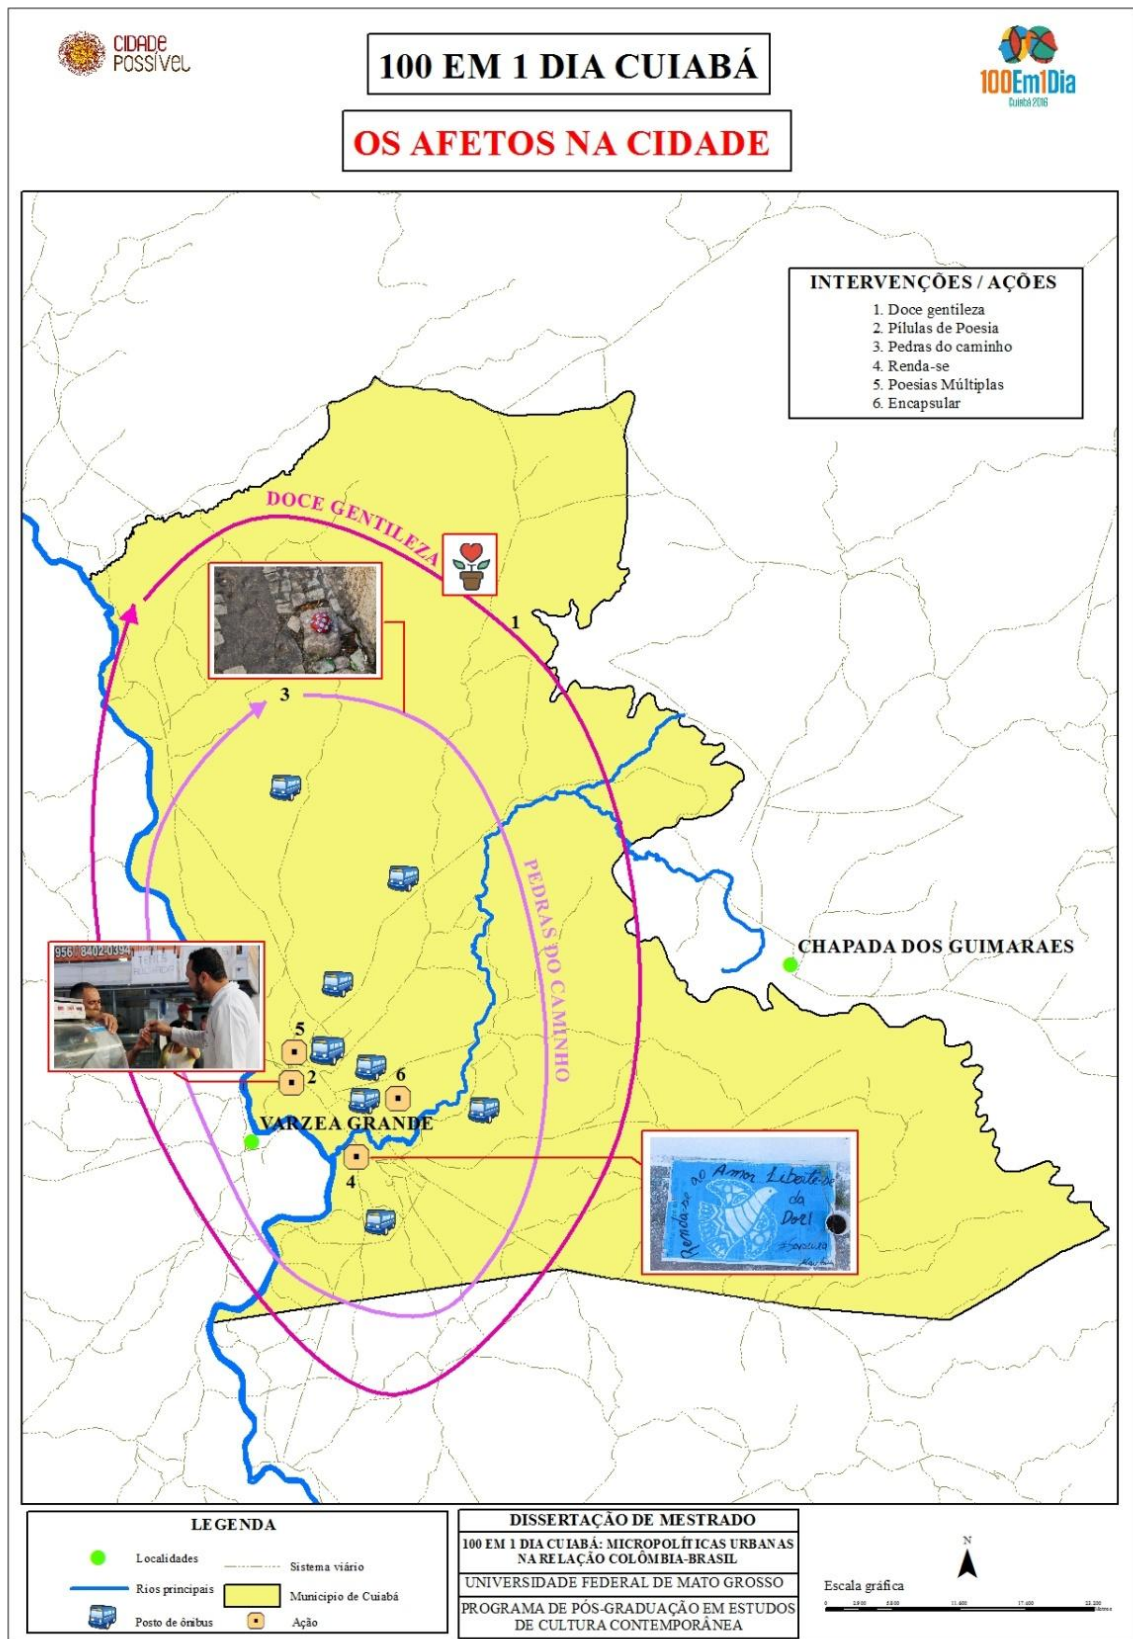 CIDADE
POSSÍVEL
100 EM 1 DIA CUIABÁ
100Em1Dia
Cuiabá 2016
OS AFETOS NA CIDADE
INTERVENÇÕES / AÇÕES
1. Doce gentileza
2. Pílulas de Poesia
3. Pedras do caminho
4. Renda-se
5. Poesias Múltiplas
6. Encapsular
DOCE GENTILEZA
1
3
PEDRAS DO CAMINHO
CHAPADA DOS GUIMARAES
956 8402-0394
5
2
6
VARZEA GRANDE
4
Renda-se ao Amor Liberte-se
da
Dor!
LEGENDA
Localidades
Sistema viário
Rios principais
Municipio de Cuiabá
Posto de ônibus
Ação
DISSERTAÇÃO DE MESTRADO
100 EM 1 DIA CUIABÁ: MICROPOLÍTICAS URBANAS
NA RELAÇÃO COLÔMBIA-BRASIL
UNIVERSIDADE FEDERAL DE MATO GROSSO
PROGRAMA DE PÓS-GRADUAÇÃO EM ESTUDOS
DE CULTURA CONTEMPORÂNEA
N
Escala gráfica